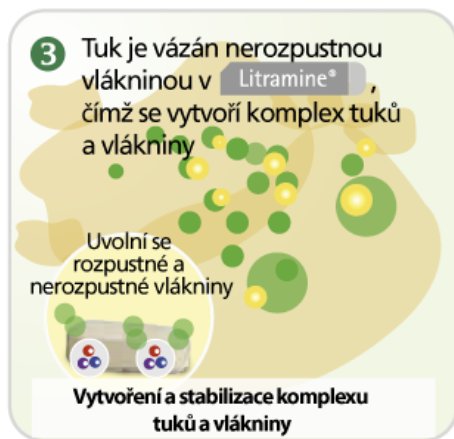 3 Tuk je vázán nerozpustnou
vlákninou v Litramine® ,
čímž se vytvoří komplex tuků
a vlákniny
Uvolní se
rozpustné a
nerozpustné vlákniny
Vytvoření a stabilizace komplexu
tuků a vlákniny